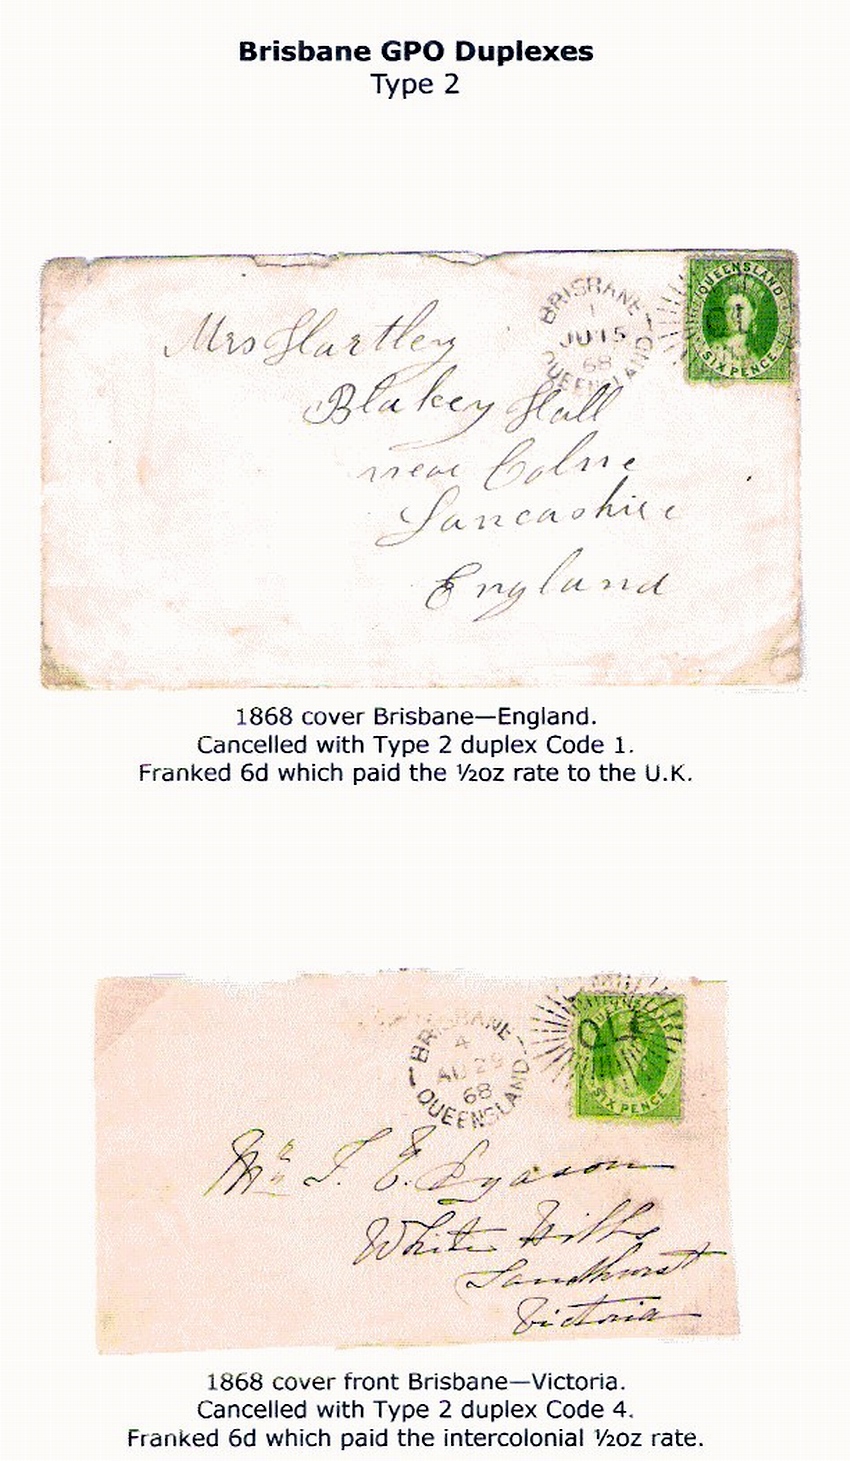 Brisbane GPO Duplexes
Type 2
QUEENSLAND
SIX PENCE
BRISBANE
1
JU 15
68
QUEENSLAND
Mrs Hartley
Blakey Hall
near Colne
Lancashire
England
1868 cover Brisbane—England.
Cancelled with Type 2 duplex Code 1.
Franked 6d which paid the ½oz rate to the U.K.
BRISBANE
4
AU 29
68
QUEENSLAND
SIX PENCE
Mr T. E.
White Hills
Sandhurst
Victoria
1868 cover front Brisbane—Victoria.
Cancelled with Type 2 duplex Code 4.
Franked 6d which paid the intercolonial ½oz rate.